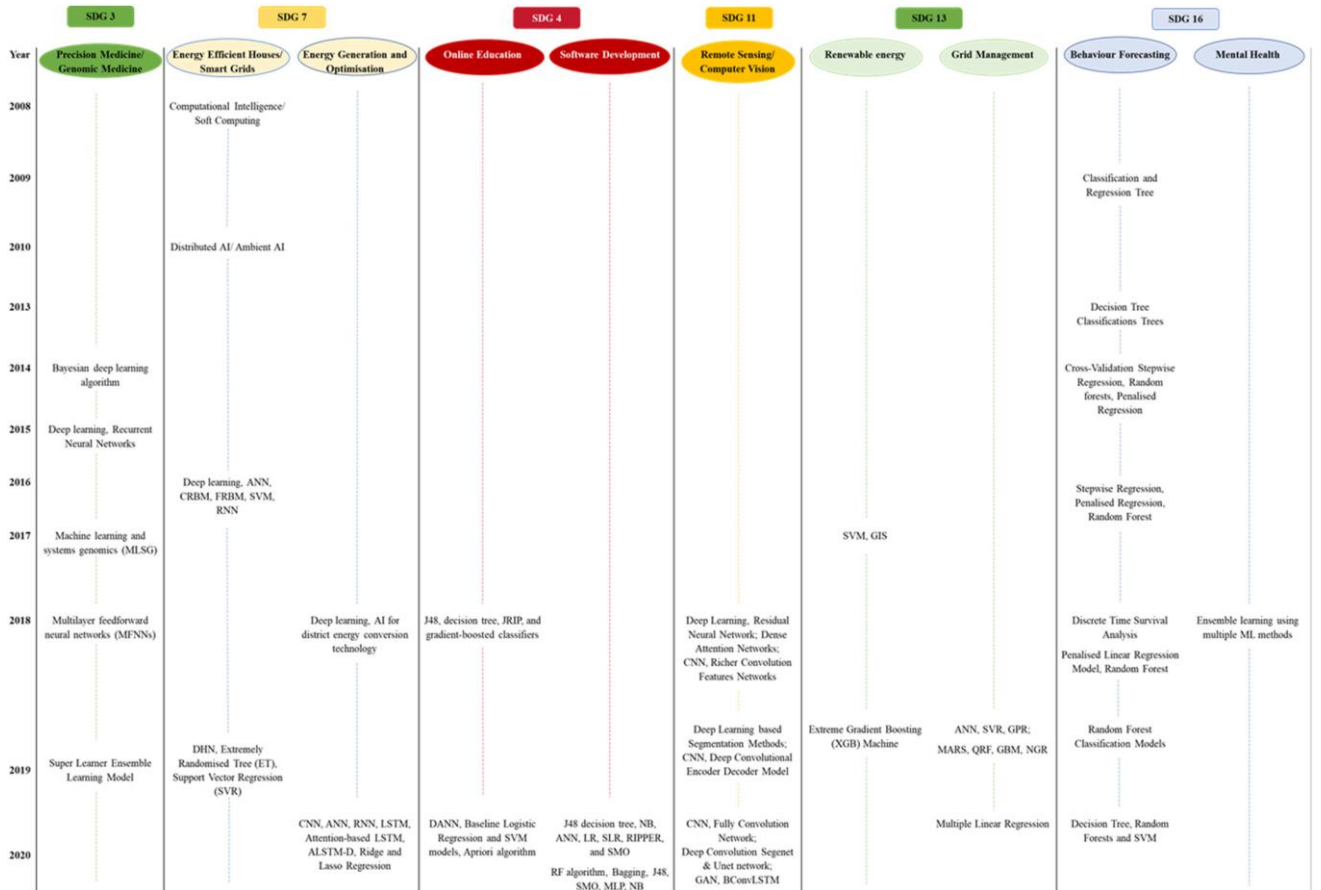 SDG 3
SDG 7
SDG 4
SDG 11
SDG 13
SDG 16
Year
Precision Medicine/
Genomic Medicine
Energy Efficient Houses/
Smart Grids
Energy Generation and
Optimisation
Online Education
Software Development
Remote Sensing/
Computer Vision
Renewable energy
Grid Management
Behaviour Forecasting
Mental Health
2008
Computational Intelligence/
Soft Computing
2009
Classification and
Regression Tree
2010
Distributed AI/ Ambient AI
2013
Decision Tree
Classifications Trees
2014
Bayesian deep learning
algorithm
Cross-Validation Stepwise
Regression, Random
forests, Penalised
Regression
2015
Deep learning, Recurrent
Neural Networks
2016
Deep learning, ANN,
CRBM, FRBM, SVM,
RNN
Stepwise Regression,
Penalised Regression,
Random Forest
2017
Machine learning and
systems genomics (MLSG)
SVM, GIS
2018
Multilayer feedforward
neural networks (MFNNs)
Deep learning, AI for
district energy conversion
technology
J48, decision tree, JRIP, and
gradient-boosted classifiers
Deep Learning, Residual
Neural Network; Dense
Attention Networks;
CNN, Richer Convolution
Features Networks
Discrete Time Survival
Analysis
Penalised Linear Regression
Model, Random Forest
Ensemble learning using
multiple ML methods
2019
Super Learner Ensemble
Learning Model
DHN, Extremely
Randomised Tree (ET),
Support Vector Regression
(SVR)
Deep Learning based
Segmentation Methods;
CNN, Deep Convolutional
Encoder Decoder Model
Extreme Gradient Boosting
(XGB) Machine
ANN, SVR, GPR;
MARS, QRF, GBM, NGR
Random Forest
Classification Models
2020
CNN, ANN, RNN, LSTM,
Attention-based LSTM,
ALSTM-D, Ridge and
Lasso Regression
DANN, Baseline Logistic
Regression and SVM
models, Apriori algorithm
J48 decision tree, NB,
ANN, LR, SLR, RIPPER,
and SMO
RF algorithm, Bagging, J48,
SMO, MLP, NB
CNN, Fully Convolution
Network;
Deep Convolution Segenet
& Unet network;
GAN, BConvLSTM
Multiple Linear Regression
Decision Tree, Random
Forests and SVM